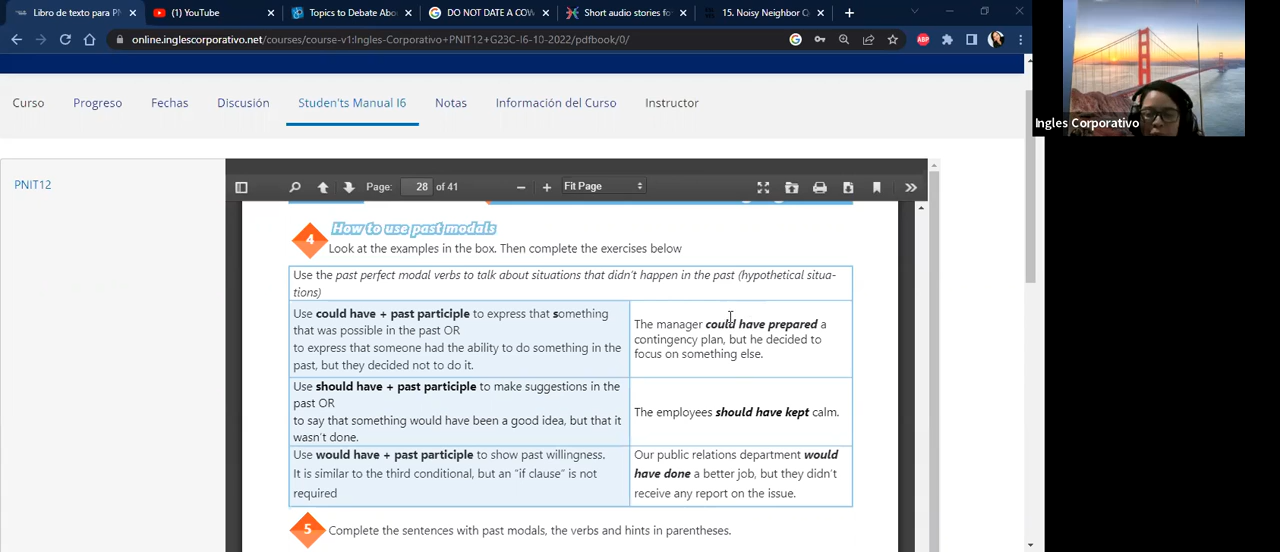 Libro de texto para PN
(1) YouTube
Topics to Debate Abo
DO NOT DATE A COW
Short audio stories for
15. Noisy Neighbor Q
online.inglescorporativo.net/courses/course-v1:Ingles-Corporativo+PNIT12+G23C-I6-10-2022/pdfbook/0/
ABP
Curso
Progreso
Fechas
Discusión
Studen'ts Manual I6
Notas
Información del Curso
Instructor
Ingles Corporativo
PNIT12
Page: 28 of 41
Fit Page
4
How to use past modals
Look at the examples in the box. Then complete the exercises below
Use the past perfect modal verbs to talk about situations that didn't happen in the past (hypothetical situa-
tions)
Use could have + past participle to express that something
that was possible in the past OR
to express that someone had the ability to do something in the
past, but they decided not to do it.
The manager could have prepared a
contingency plan, but he decided to
focus on something else.
Use should have + past participle to make suggestions in the
past OR
to say that something would have been a good idea, but that it
wasn't done.
The employees should have kept calm.
Use would have + past participle to show past willingness.
It is similar to the third conditional, but an "if clause" is not
required
Our public relations department would
have done a better job, but they didn't
receive any report on the issue.
5
Complete the sentences with past modals, the verbs and hints in parentheses.